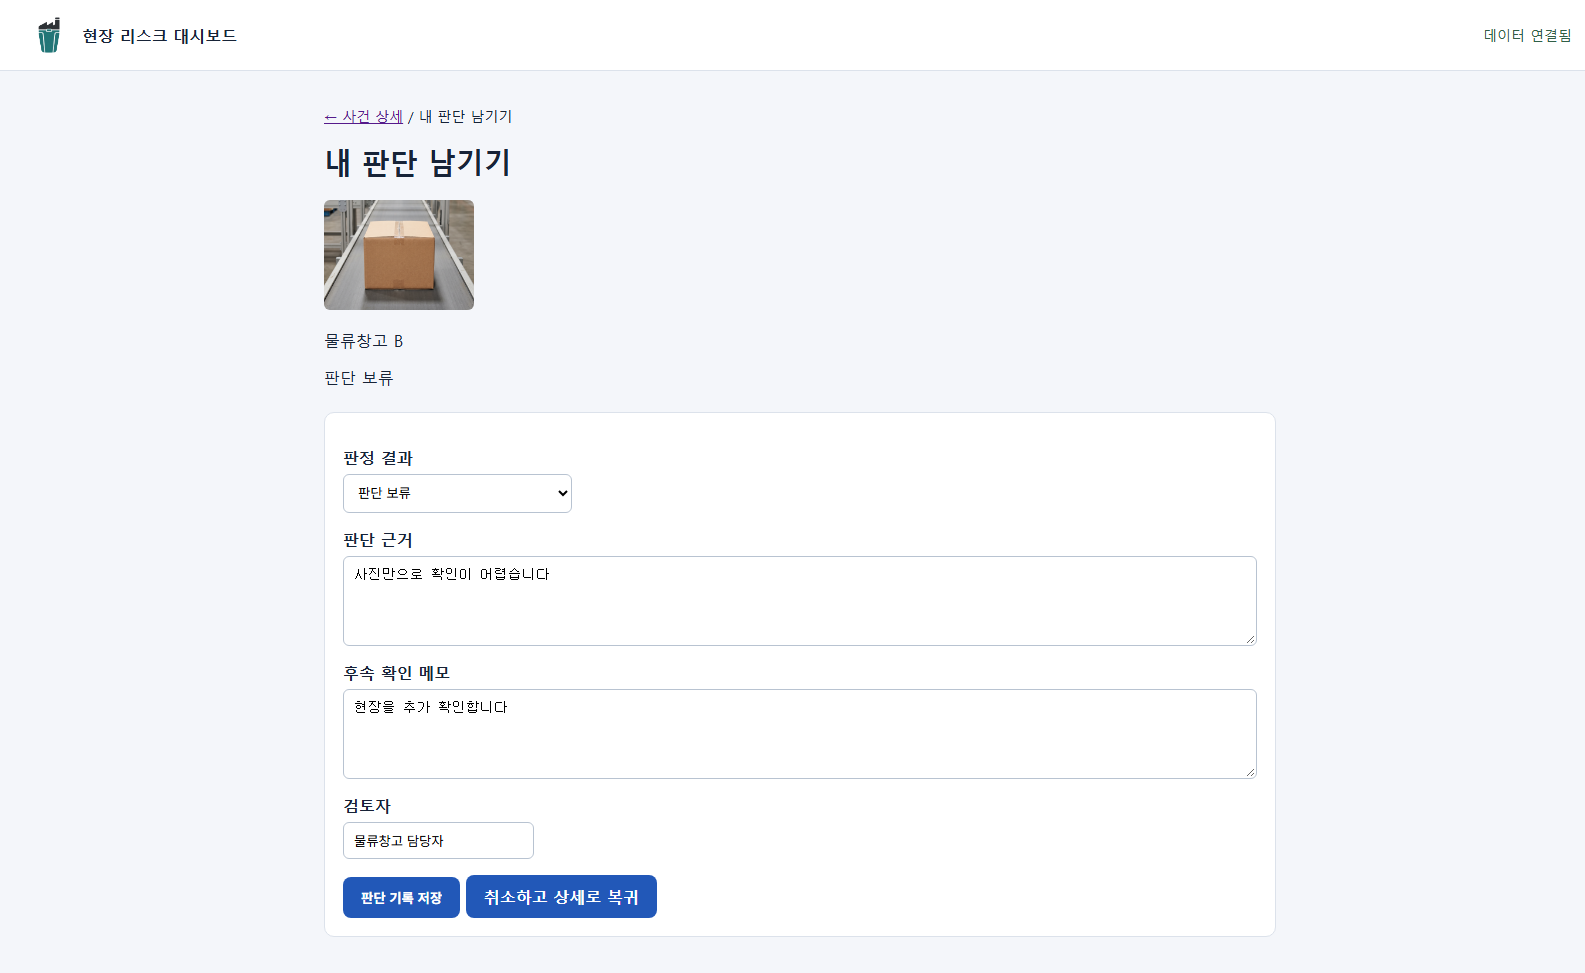 현장 리스크 대시보드
데이터 연결됨
← 사건 상세 / 내 판단 남기기
내 판단 남기기
물류창고 B
판단 보류
판정 결과
판단 보류
판단 근거
사진만으로 확인이 어렵습니다
후속 확인 메모
현장을 추가 확인합니다
검토자
물류창고 담당자
판단 기록 저장
취소하고 상세로 복귀